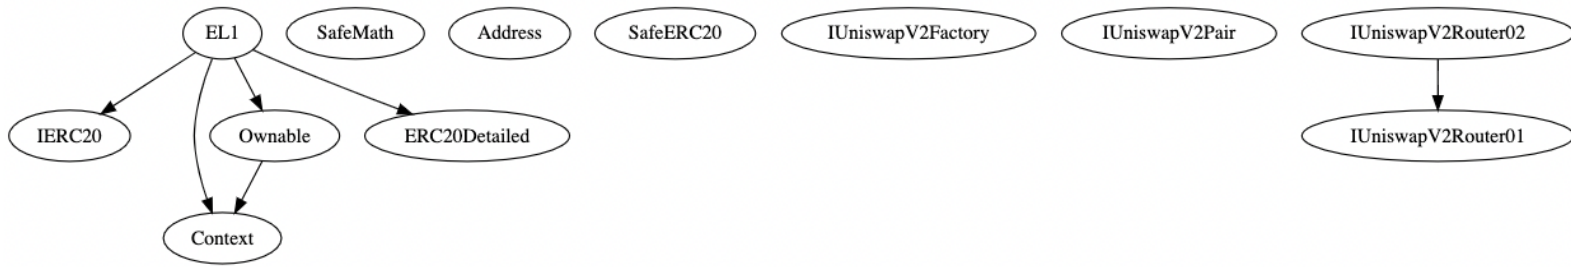 EL1
SafeMath
Address
SafeERC20
IUniswapV2Factory
IUniswapV2Pair
IUniswapV2Router02
IERC20
Ownable
ERC20Detailed
IUniswapV2Router01
Context